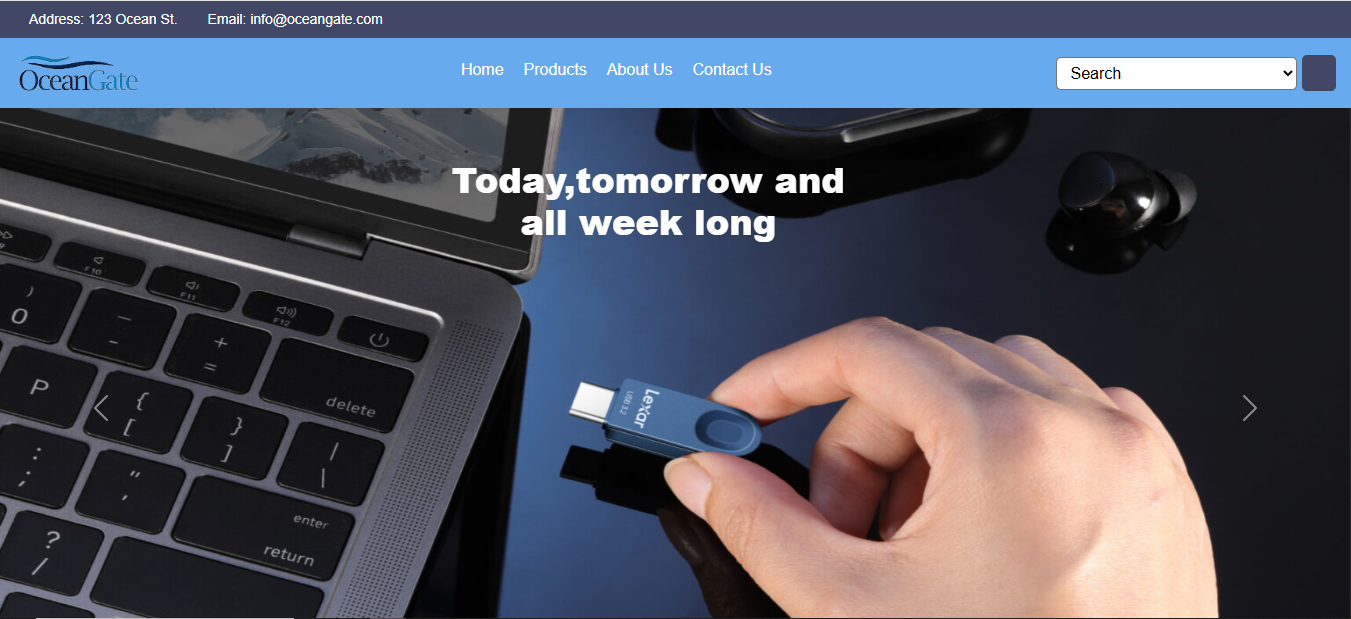 Address: 123 Ocean St. Email: info@oceangate.com
OceanGate
Home Products About Us Contact Us
Search
Today,tomorrow and
all week long
F10
F11
F12
)
0
_
-
+
=
delete
P
{
[
}
]
|
\
:
;
"
,
enter
return
?
/
Lexar
USB 3.2